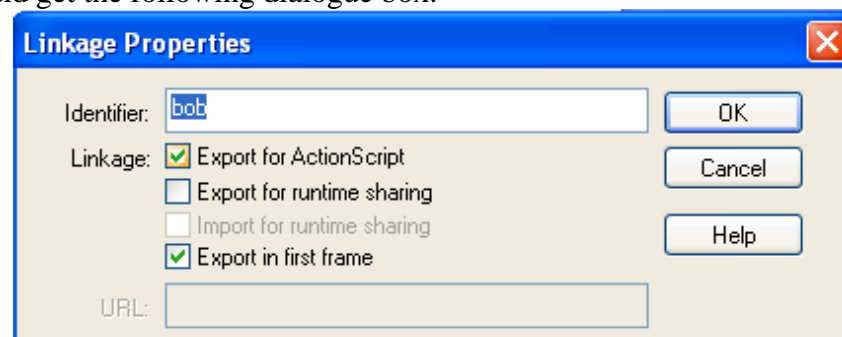 get the following dialogue box.
Linkage Properties
Identifier: bob OK
Linkage: Export for ActionScript Cancel
Export for runtime sharing
Import for runtime sharing Help
Export in first frame
URL: